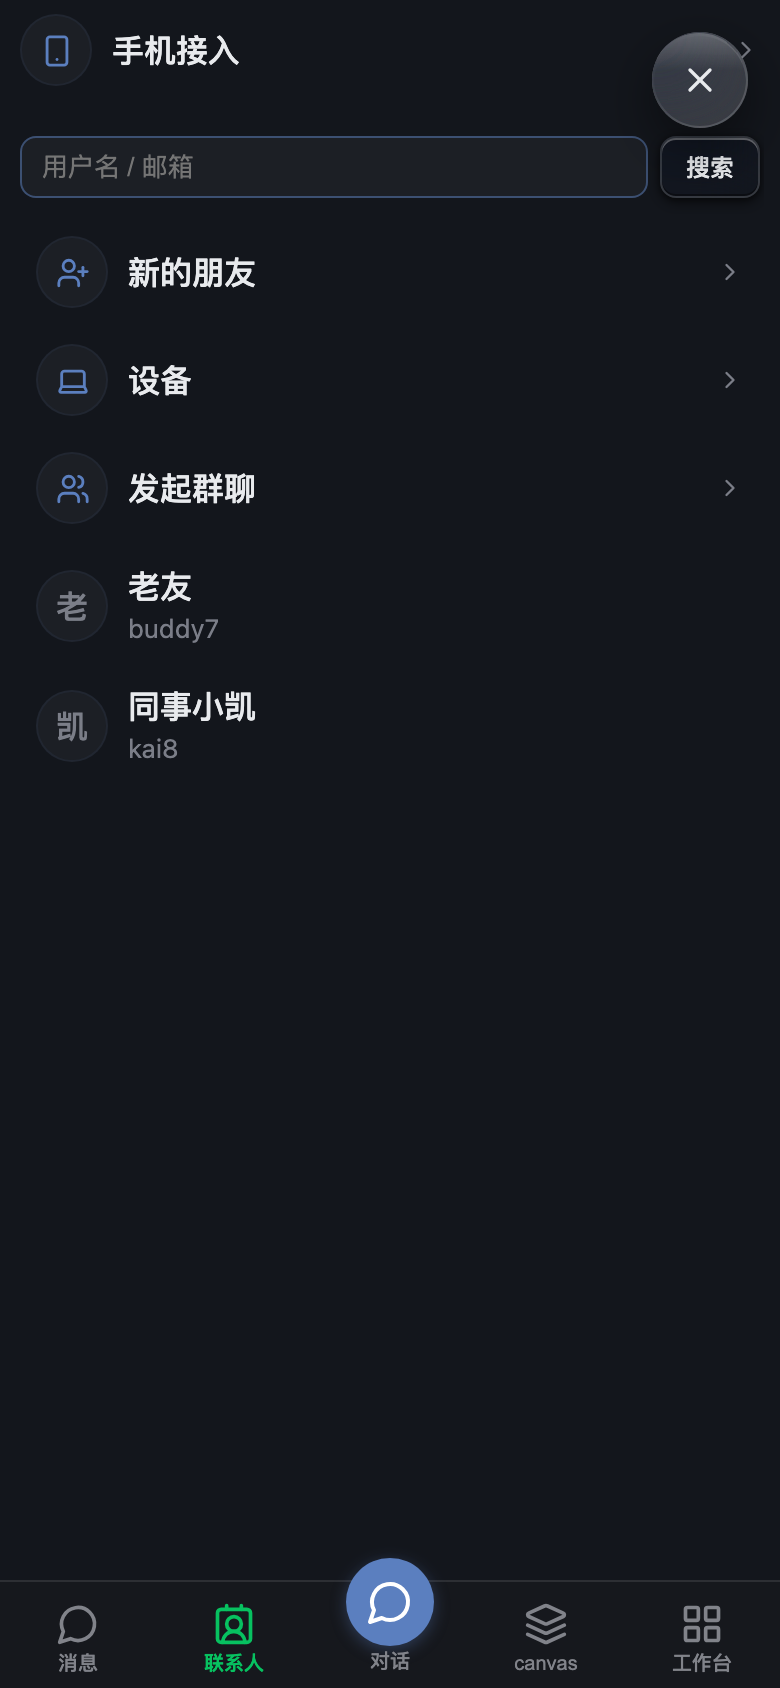 手机接入
用户名 / 邮箱
搜索
新的朋友
设备
发起群聊
老
老友
buddy7
凯
同事小凯
kai8
消息
联系人
对话
canvas
工作台